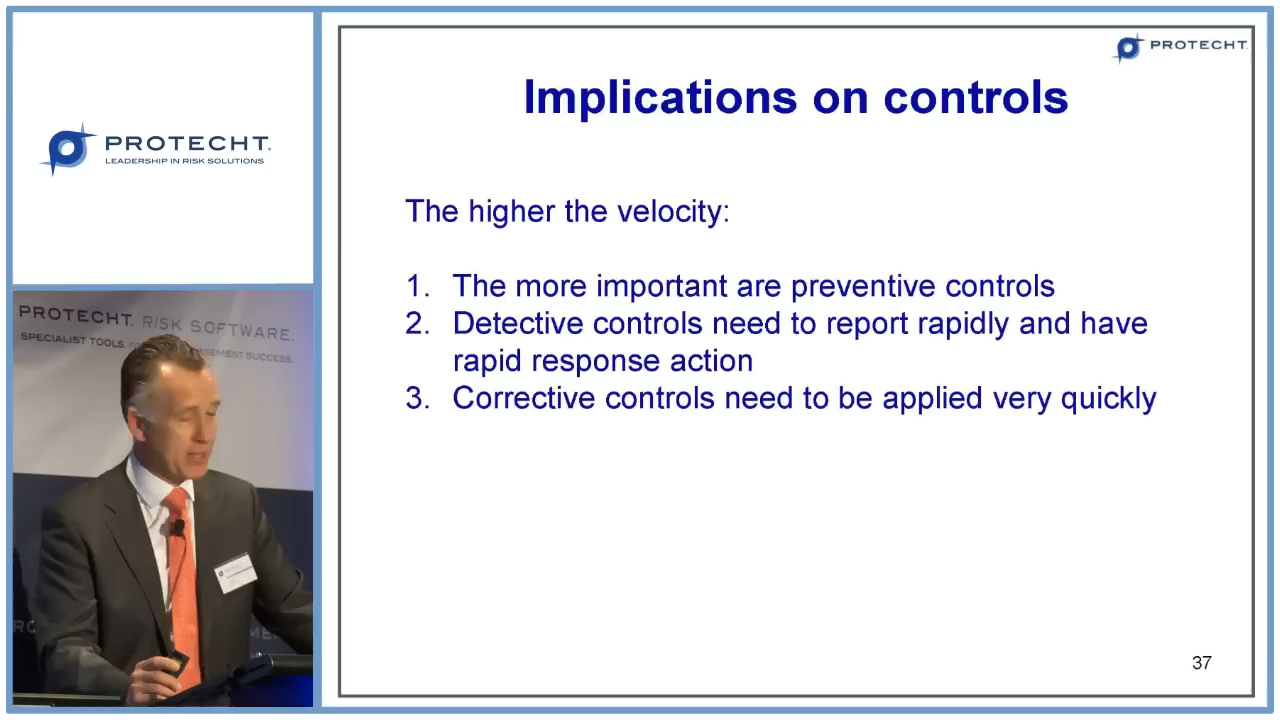 PROTECHT.
LEADERSHIP IN RISK SOLUTIONS
PROTECHT. RISK SOFTWARE.
SPECIALIST TOOLS.
MANAGEMENT SUCCESS.
PROTECHT.
Implications on controls
The higher the velocity:
1. The more important are preventive controls
2. Detective controls need to report rapidly and have
rapid response action
3. Corrective controls need to be applied very quickly
37